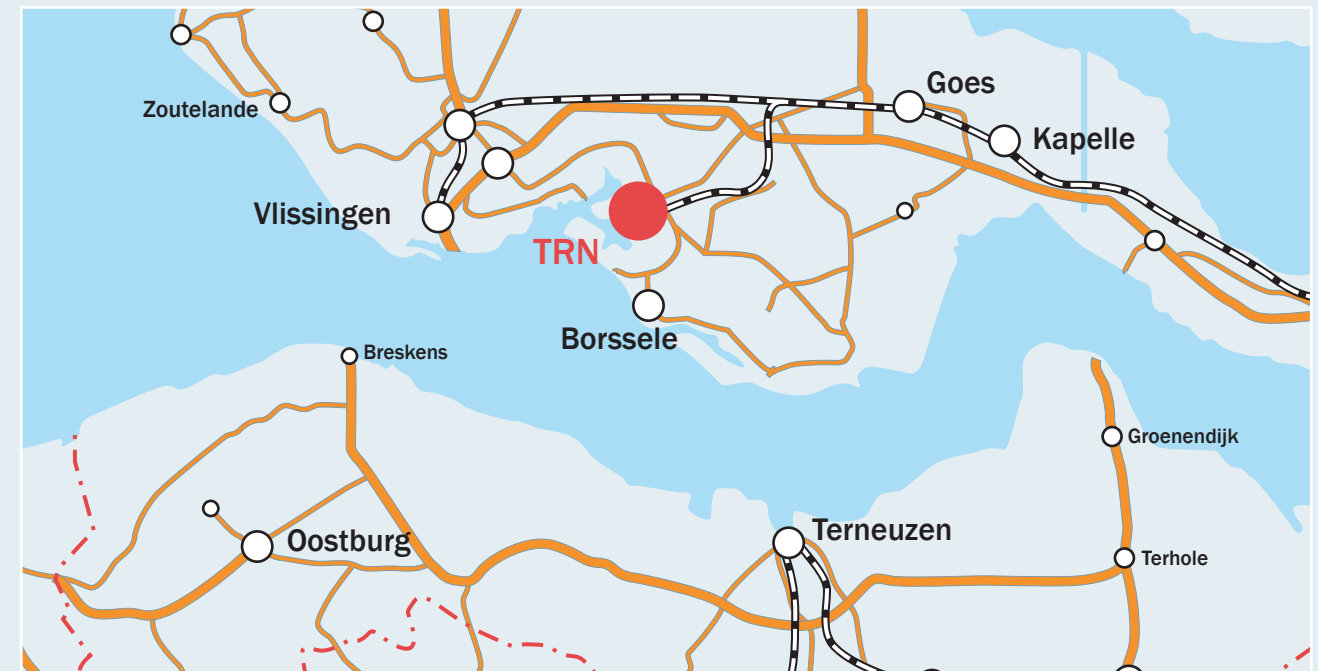 Goes
Zoutelande
Kapelle
Vlissingen
TRN
Borssele
Breskens
Groenendijk
Oostburg
Terneuzen
Terhole